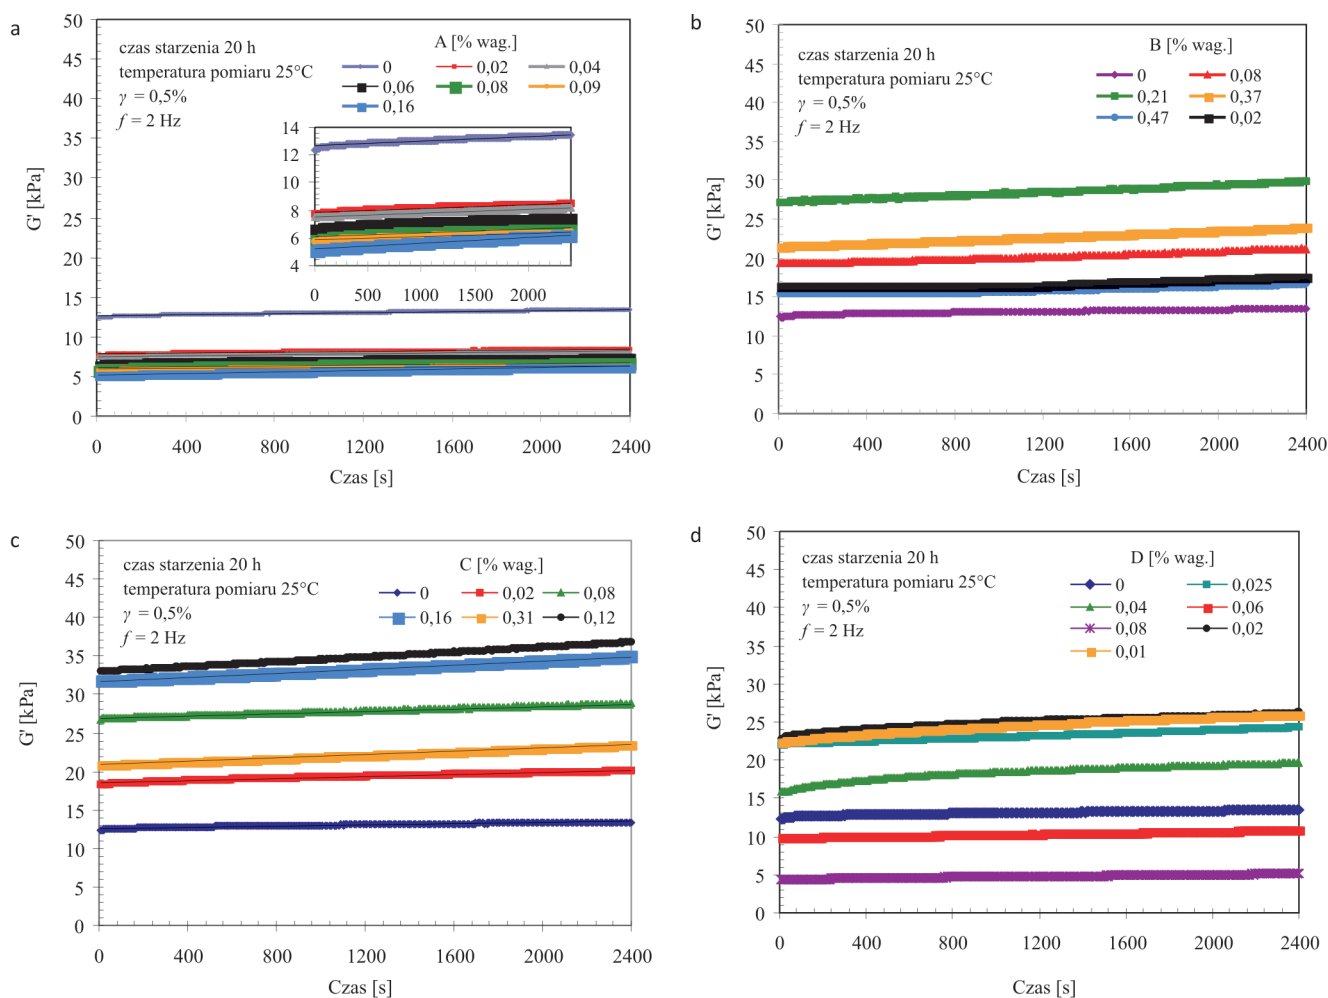 a
czas starzenia 20 h
temperatura pomiaru 25°C
γ = 0,5%
f = 2 Hz
A [% wag.]
0 0,02 0,04
0,06 0,08 0,09
0,16
14
12
10
8
6
4
0 500 1000 1500 2000
50
45
40
35
30
25
20
15
10
5
0
G' [kPa]
0 400 800 1200 1600 2000 2400
Czas [s]
b
czas starzenia 20 h
temperatura pomiaru 25°C
γ = 0,5%
f = 2 Hz
B [% wag.]
0 0,08
0,21 0,37
0,47 0,02
50
45
40
35
30
25
20
15
10
5
0
G' [kPa]
0 400 800 1200 1600 2000 2400
Czas [s]
c
czas starzenia 20 h
temperatura pomiaru 25°C
γ = 0,5%
f = 2 Hz
C [% wag.]
0 0,02 0,08
0,16 0,31 0,12
50
45
40
35
30
25
20
15
10
5
0
G' [kPa]
0 400 800 1200 1600 2000 2400
Czas [s]
d
czas starzenia 20 h
temperatura pomiaru 25°C
γ = 0,5%
f = 2 Hz
D [% wag.]
0 0,025
0,04 0,06
0,08 0,02
0,01
50
45
40
35
30
25
20
15
10
5
0
G' [kPa]
0 400 800 1200 1600 2000 2400
Czas [s]